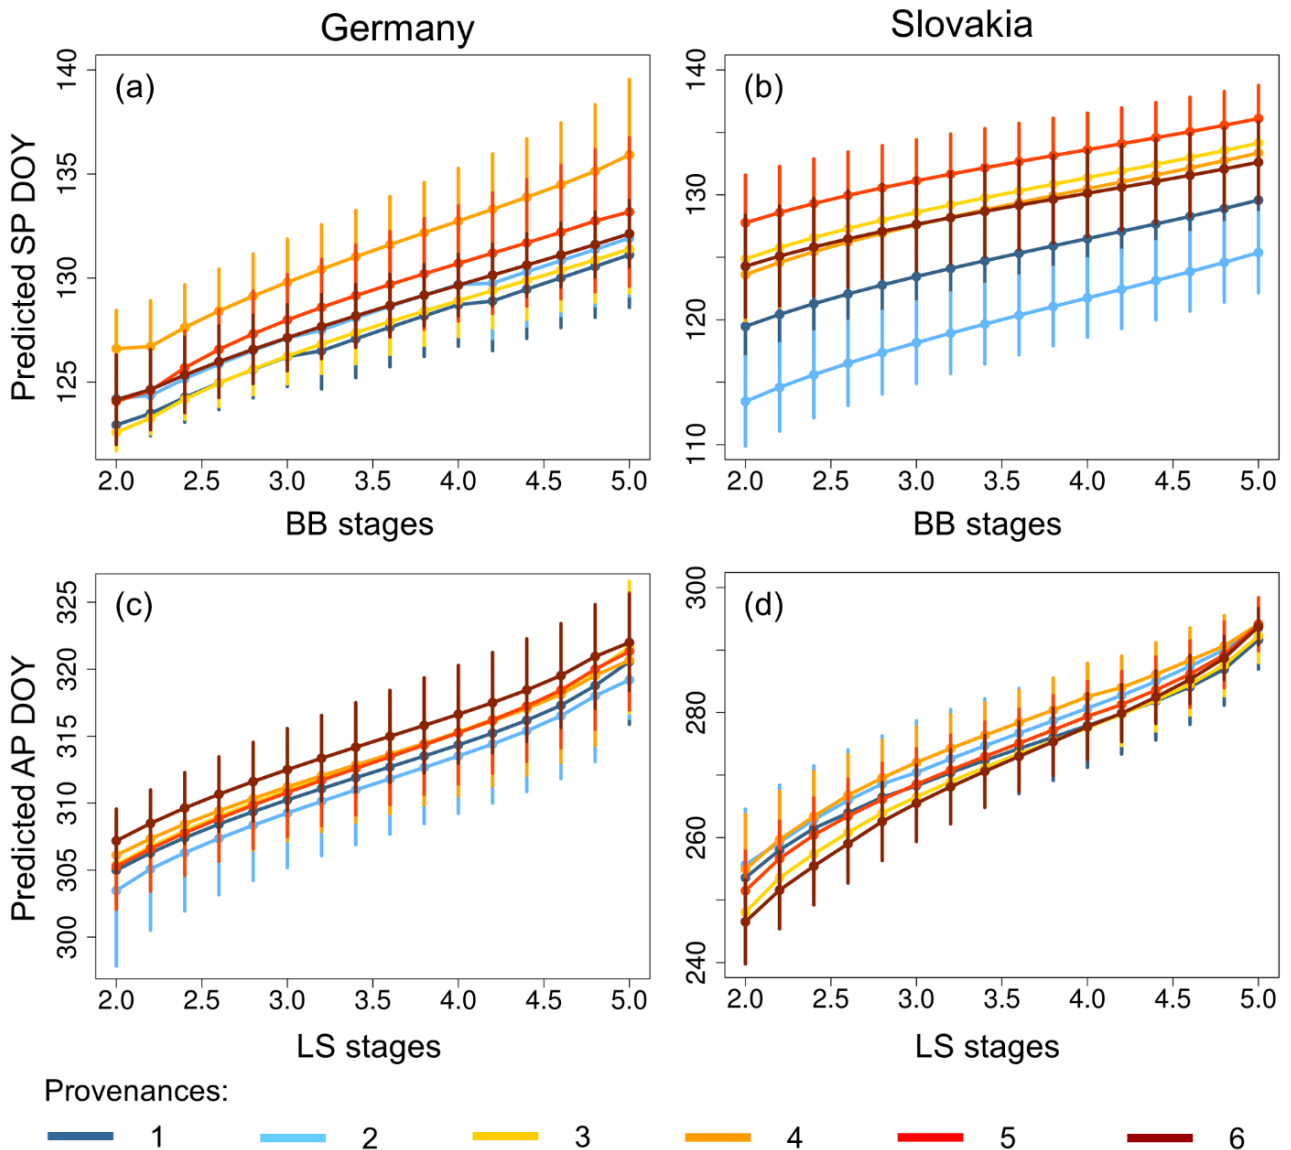 Germany
Slovakia
(a)
Predicted SP DOY
140
135
130
125
2.0 2.5 3.0 3.5 4.0 4.5 5.0
BB stages
(b)
140
130
120
110
2.0 2.5 3.0 3.5 4.0 4.5 5.0
BB stages
(c)
Predicted AP DOY
325
320
315
310
305
300
2.0 2.5 3.0 3.5 4.0 4.5 5.0
LS stages
(d)
300
280
260
240
2.0 2.5 3.0 3.5 4.0 4.5 5.0
LS stages
Provenances:
1 2 3 4 5 6